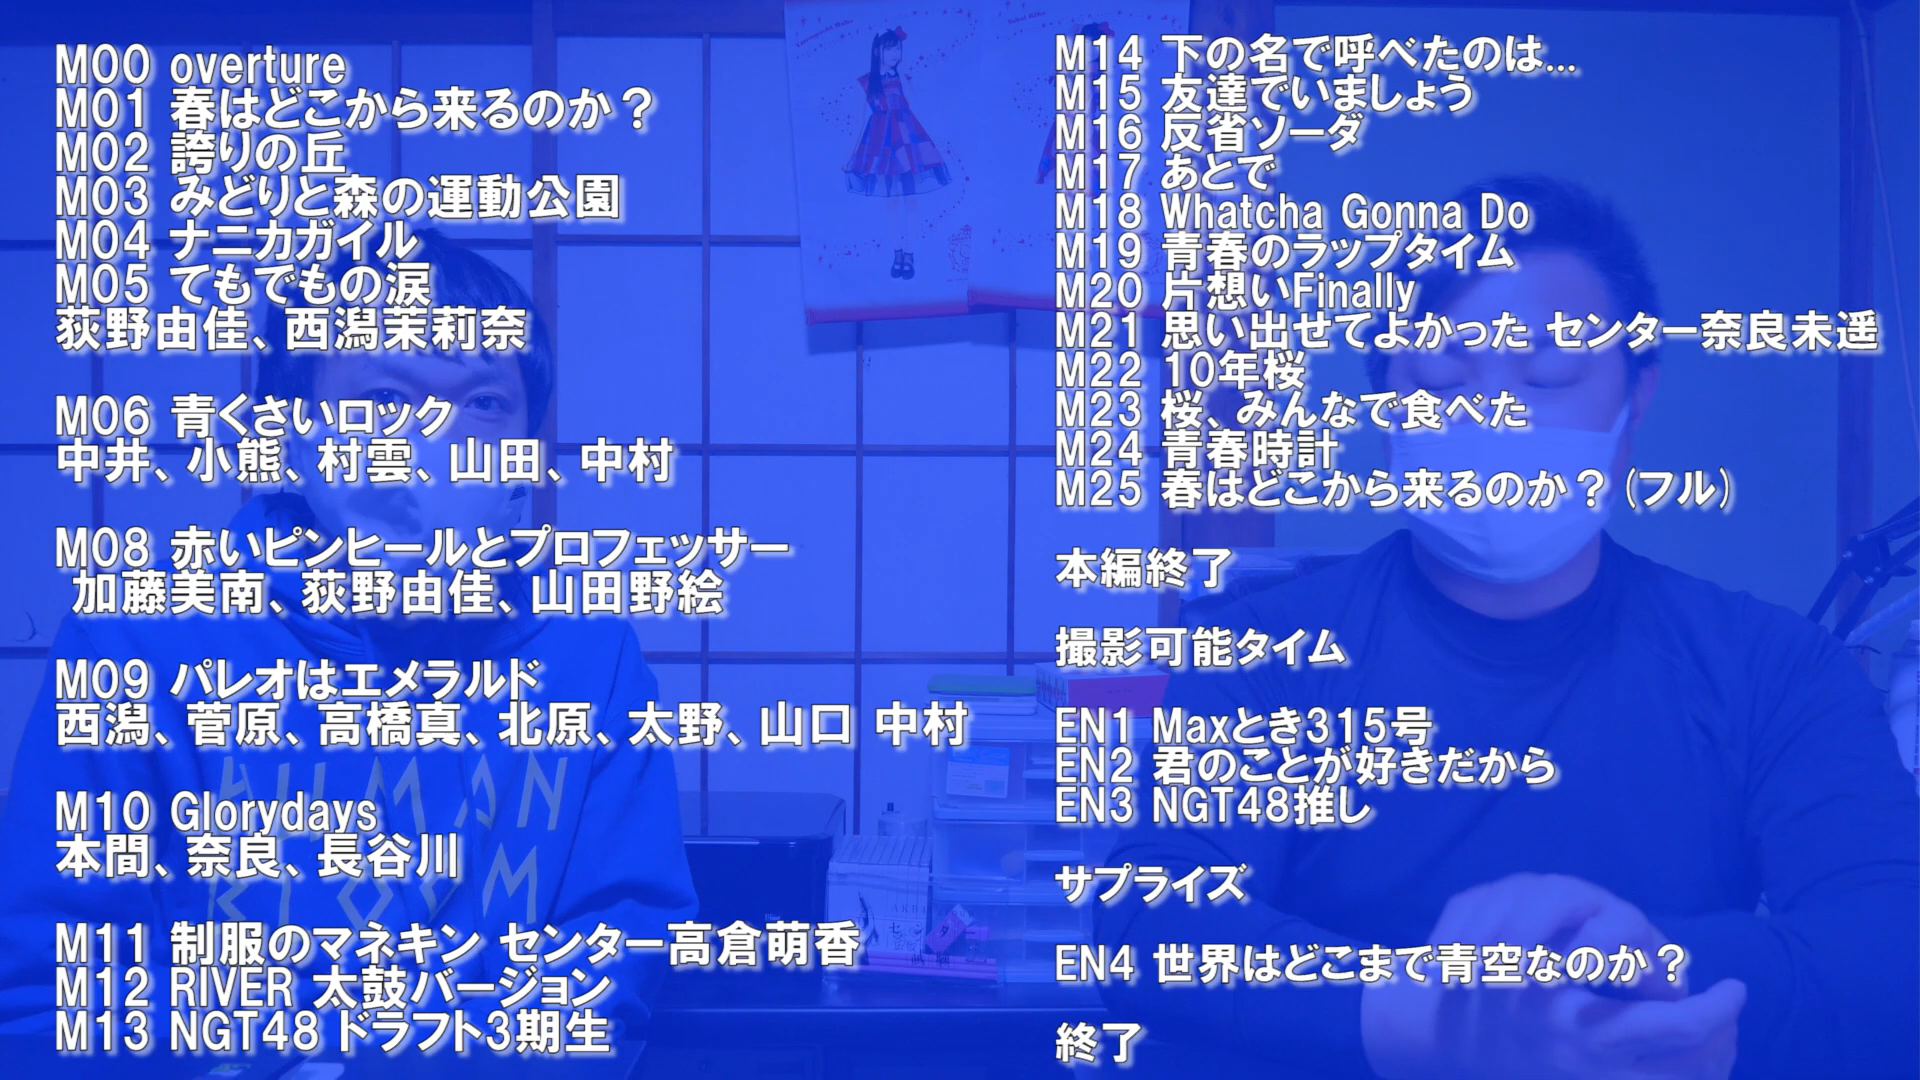 M00 overture
M01 春はどこから来るのか？
M02 誇りの丘
M03 みどりと森の運動公園
M04 ナニカガイル
M05 てもでもの涙
荻野由佳、西潟茉莉奈
M06 青くさいロック
中井、小熊、村雲、山田、中村
M08 赤いピンヒールとプロフェッサー
加藤美南、荻野由佳、山田野絵
M09 パレオはエメラルド
西潟、菅原、高橋真、北原、太野、山口 中村
M10 Glorydays
本間、奈良、長谷川
M11 制服のマネキン センター高倉萌香
M12 RIVER 太鼓バージョン
M13 NGT48 ドラフト3期生
M14 下の名で呼べたのは...
M15 友達でいましょう
M16 反省ソーダ
M17 あとで
M18 Whatcha Gonna Do
M19 青春のラップタイム
M20 片想いFinally
M21 思い出せてよかった センター奈良未遥
M22 10年桜
M23 桜、みんなで食べた
M24 青春時計
M25 春はどこから来るのか？(フル)
本編終了
撮影可能タイム
EN1 Maxとき315号
EN2 君のことが好きだから
EN3 NGT48推し
サプライズ
EN4 世界はどこまで青空なのか？
終了
HUMAN
BLOOM